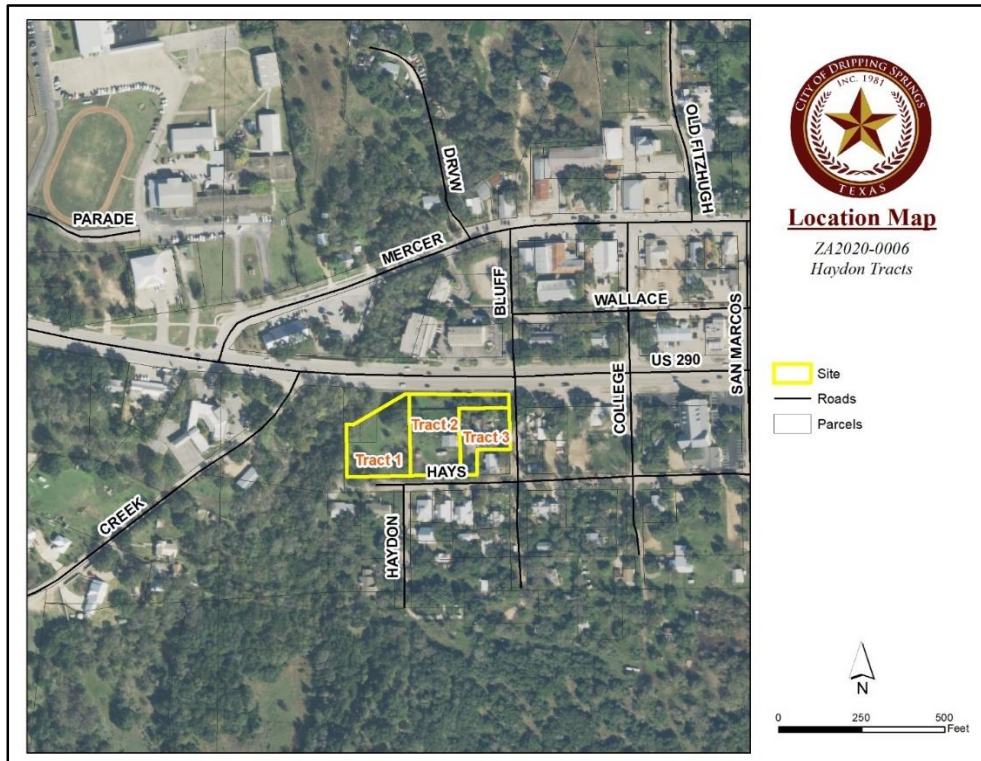 PARADE
MERCER
DRVW
OLD FITZHUGH
BLUFF
WALLACE
COLLEGE
US 290
SAN MARCOS
Tract 1
Tract 2
Tract 3
HAYS
HAYDON
CREEK
CITY OF DRIPPING SPRINGS
INC. 1981
TEXAS
Location Map
ZA2020-0006
Haydon Tracts
Site
Roads
Parcels
N
0 250 500
Feet